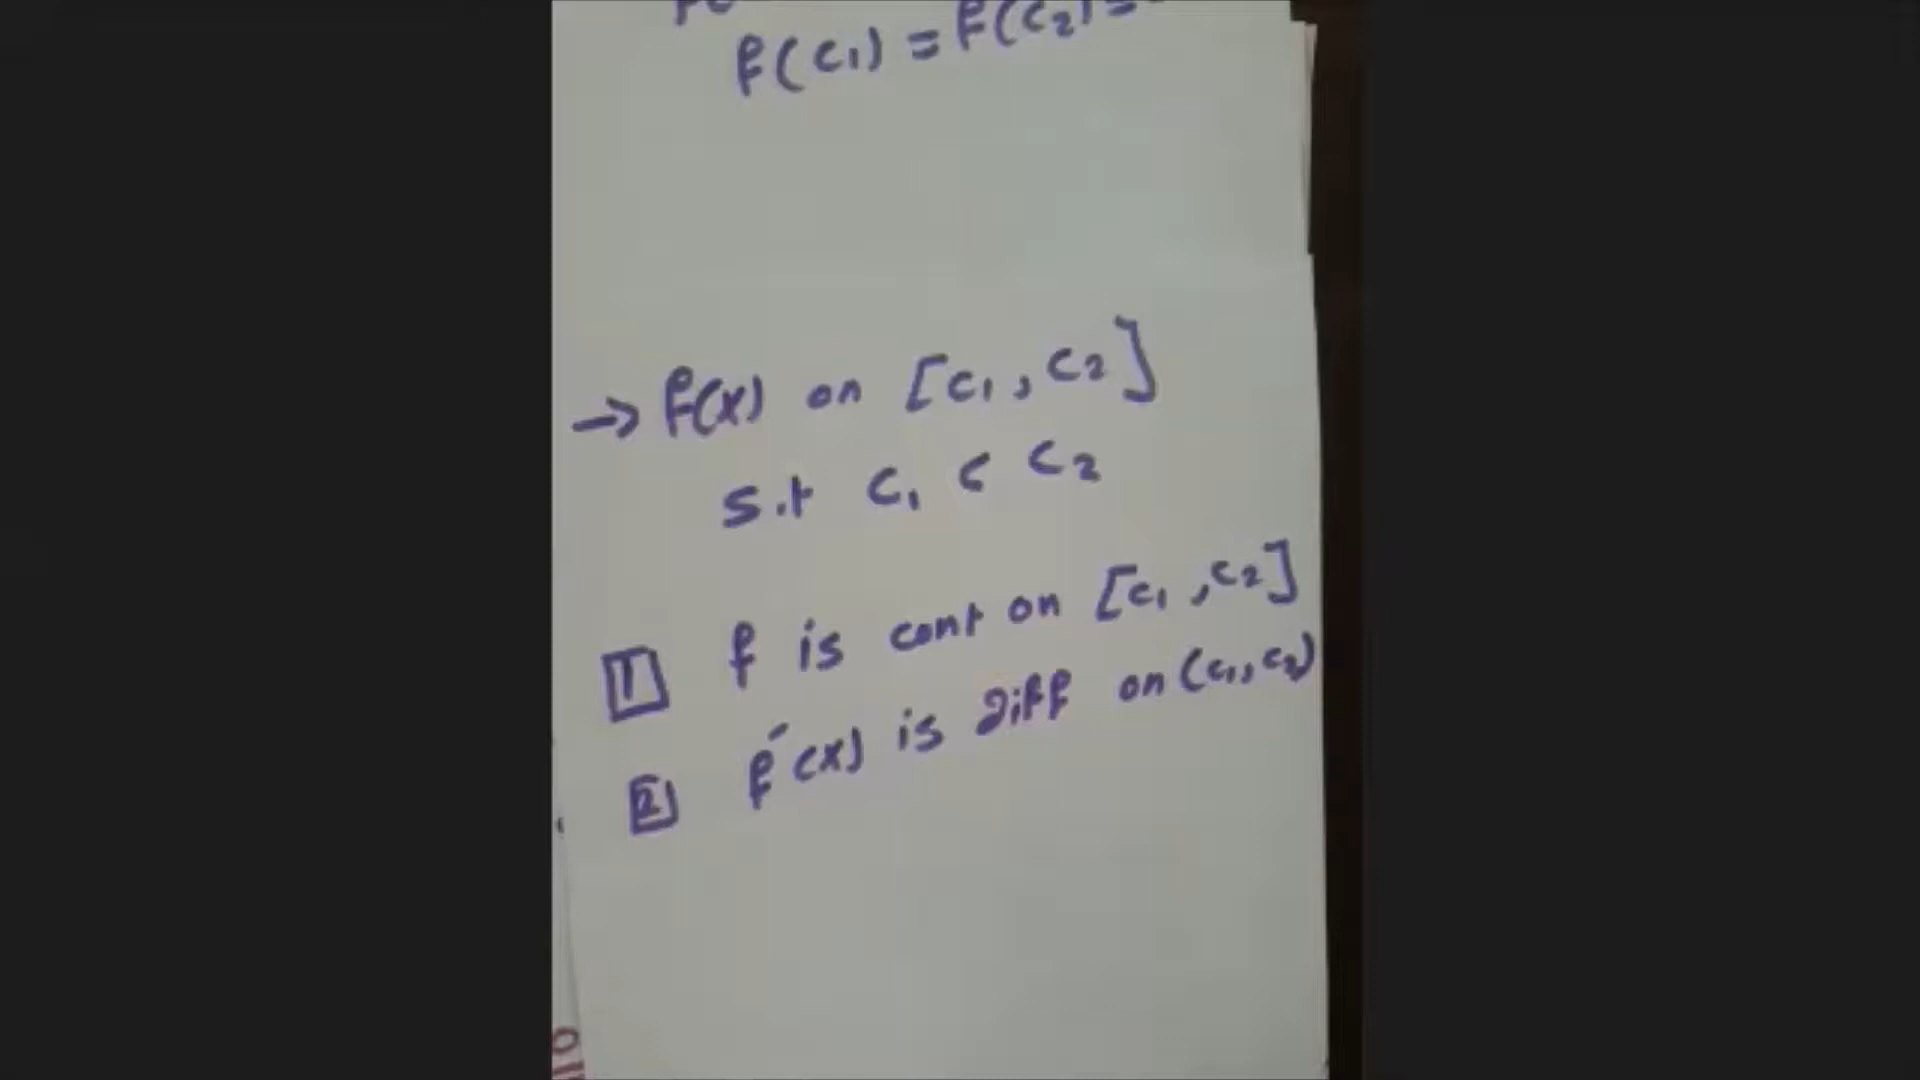 f(c₁) = f(c₂) =
→ f(x) on [c₁, c₂]
s.t c₁ < c₂
1 f is cont on [c₁, c₂]
2 f'(x) is diff on (c₁, c₂)